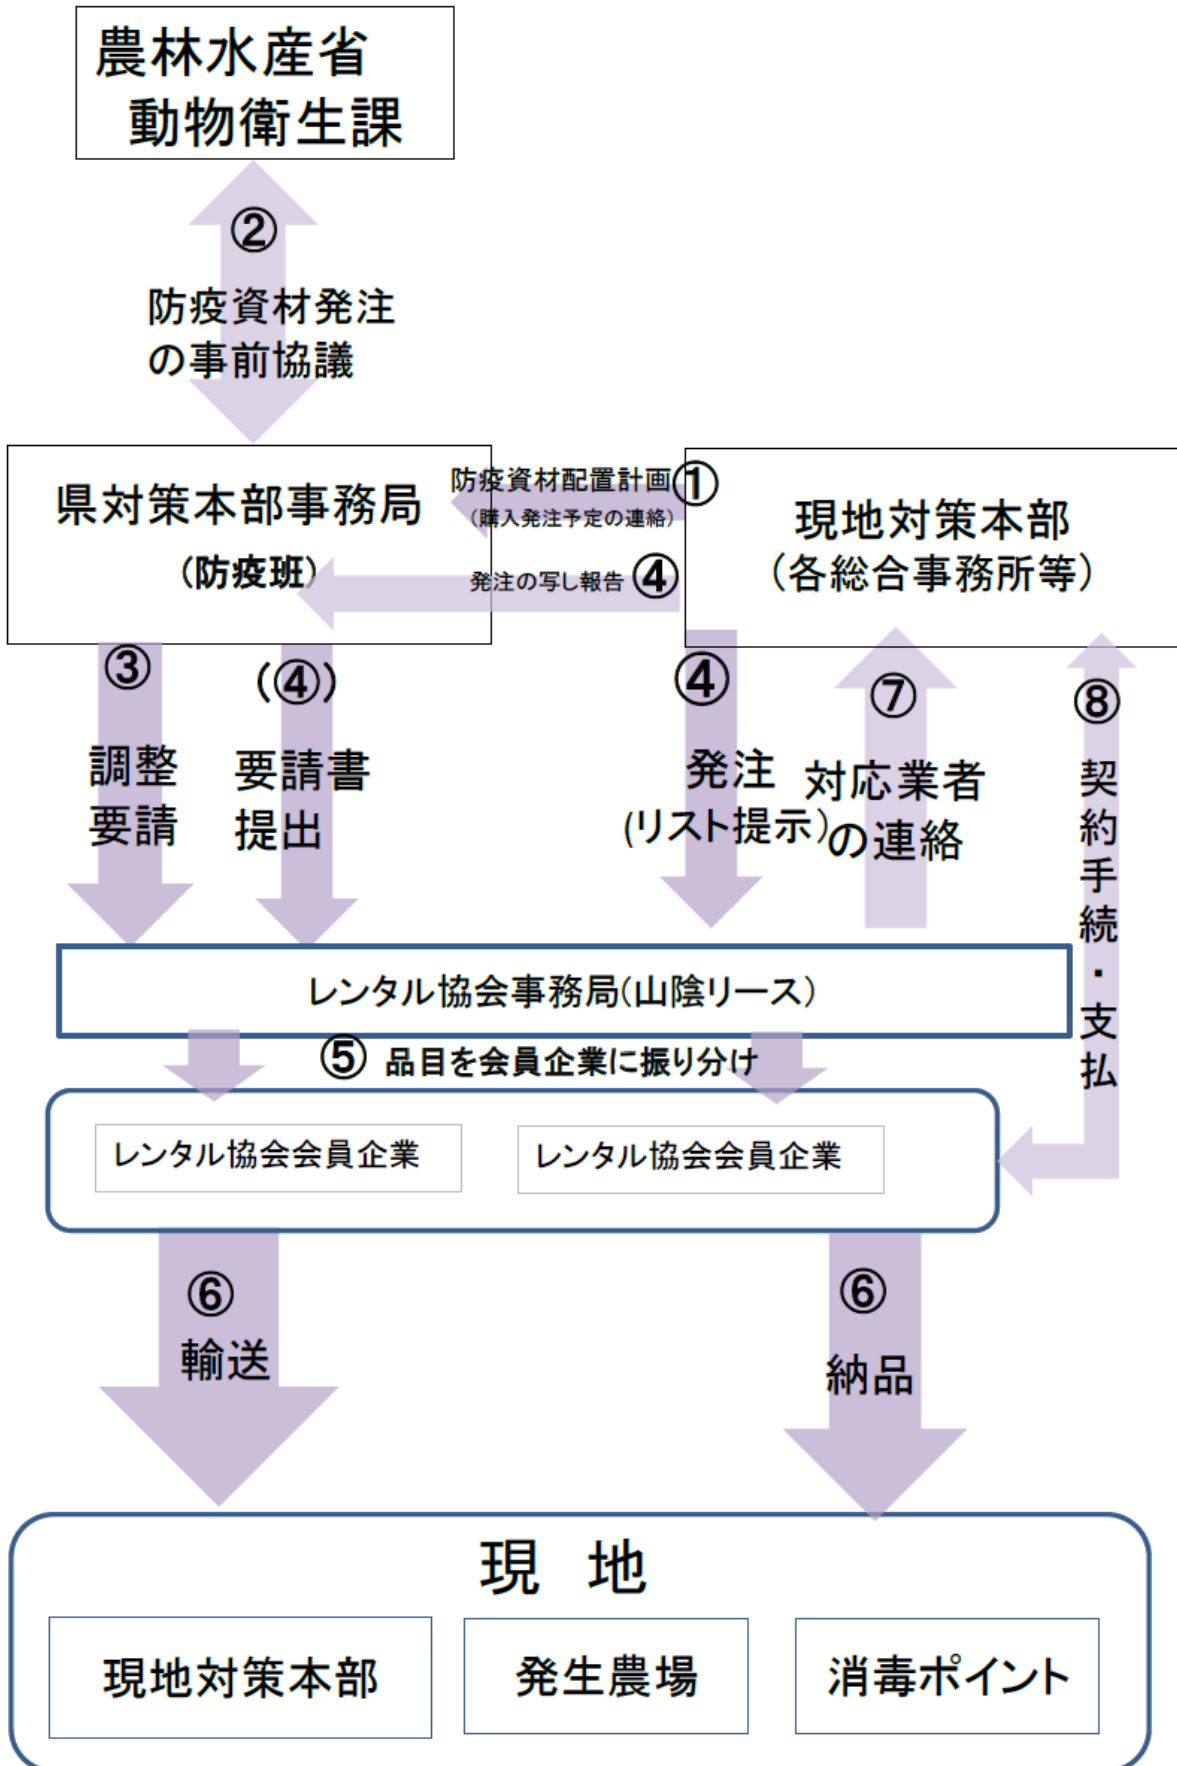 農林水産省
動物衛生課
②
防疫資材発注
の事前協議
県対策本部事務局
(防疫班)
防疫資材配置計画①
(購入発注予定の連絡)
発注の写し報告④
現地対策本部
(各総合事務所等)
③
調整
要請
(④)
要請書
提出
④
発注
(リスト提示)
⑦
対応業者
の連絡
⑧
契約手続・支払
レンタル協会事務局(山陰リース)
⑤ 品目を会員企業に振り分け
レンタル協会会員企業
レンタル協会会員企業
⑥
輸送
⑥
納品
現 地
現地対策本部
発生農場
消毒ポイント